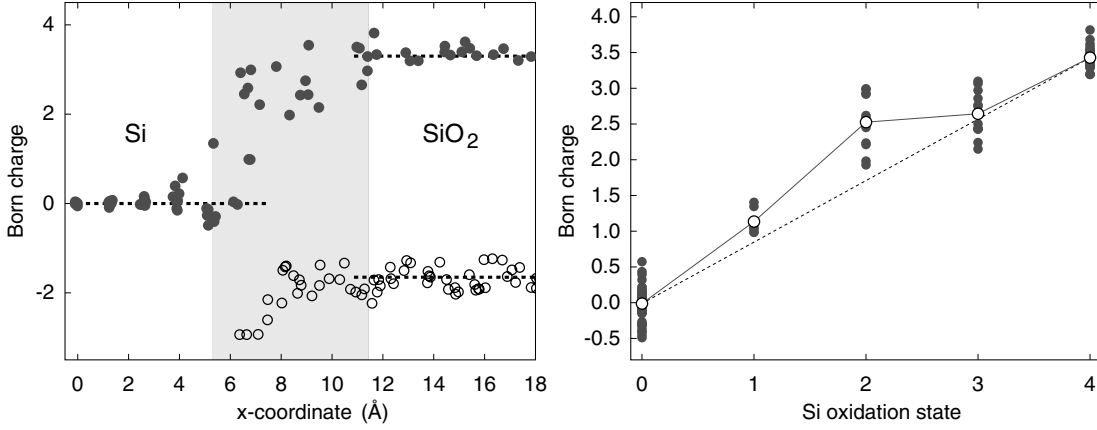 Born charge
4
2
0
-2
Si
SiO2
0 2 4 6 8 10 12 14 16 18
x-coordinate (Å)
Born charge
4.0
3.5
3.0
2.5
2.0
1.5
1.0
0.5
0.0
-0.5
0 1 2 3 4
Si oxidation state